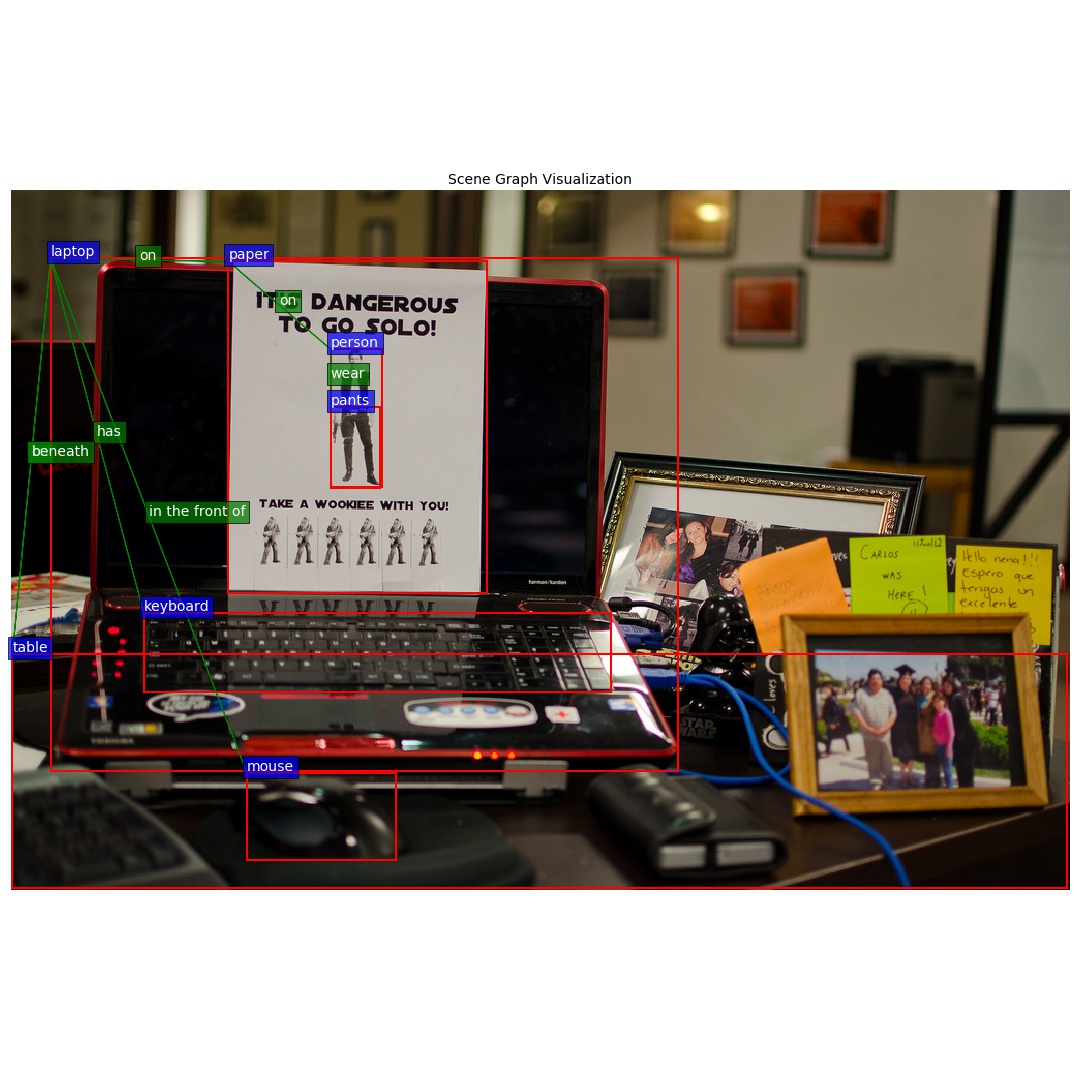 Scene Graph Visualization
laptop
on
paper
on
IT'S DANGEROUS
TO GO SOLO!
person
wear
pants
has
beneath
in the front of
TAKE A WOOKIEE WITH YOU!
harman/kardon
keyboard
table
mouse
TOSHIBA
STAR
WARS
loves
11Jul12
CARLOS
WAS
HERE!
Hello nena!!!
Espero que
tengas un
excelente